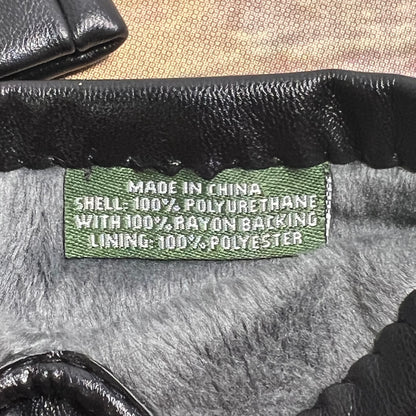 MADE IN CHINA
SHELL: 100% POLYURETHANE
WITH 100% RAYON BACKING
LINING: 100% POLYESTER